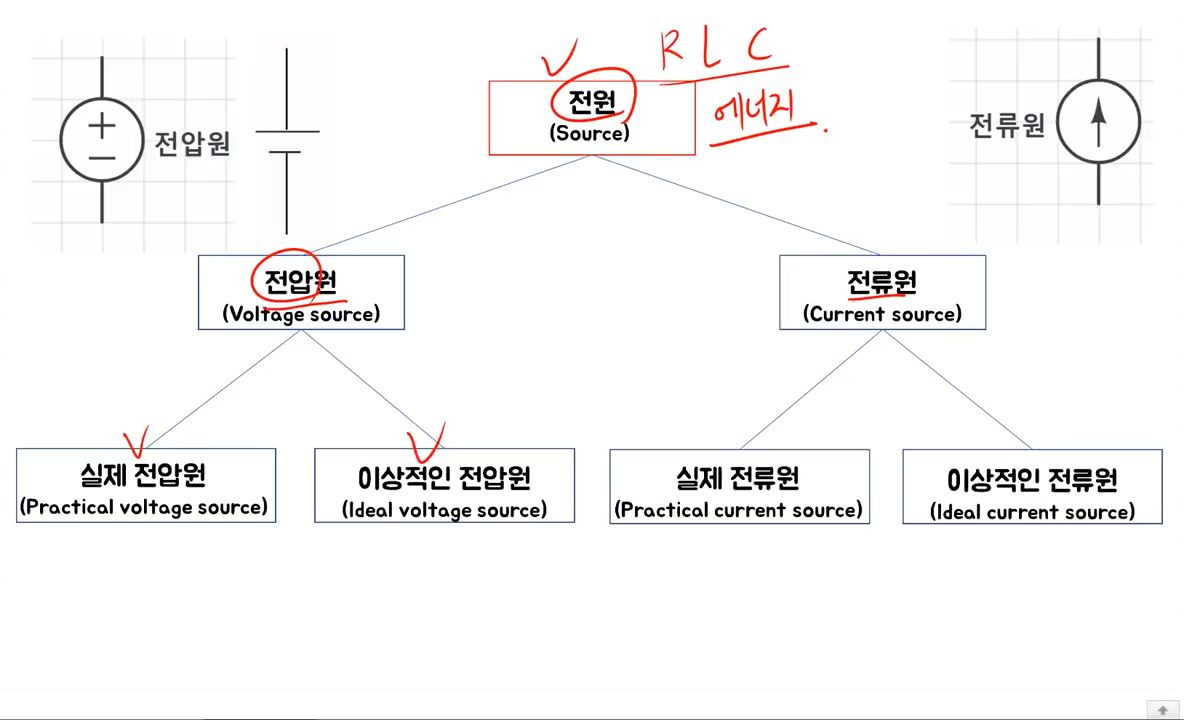 R L C
전원
(Source)
에너지
+
−
전압원
전류원
전압원
(Voltage source)
전류원
(Current source)
실제 전압원
(Practical voltage source)
이상적인 전압원
(Ideal voltage source)
실제 전류원
(Practical current source)
이상적인 전류원
(Ideal current source)